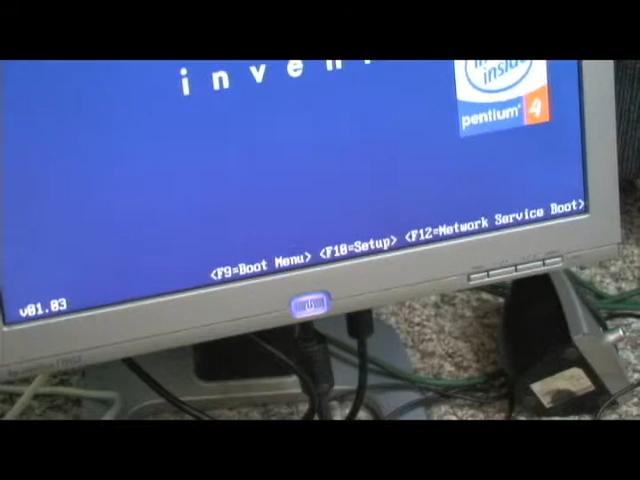 inven
intel inside
pentium 4
<F9=Boot Menu> <F10=Setup> <F12=Network Service Boot>
v01.03